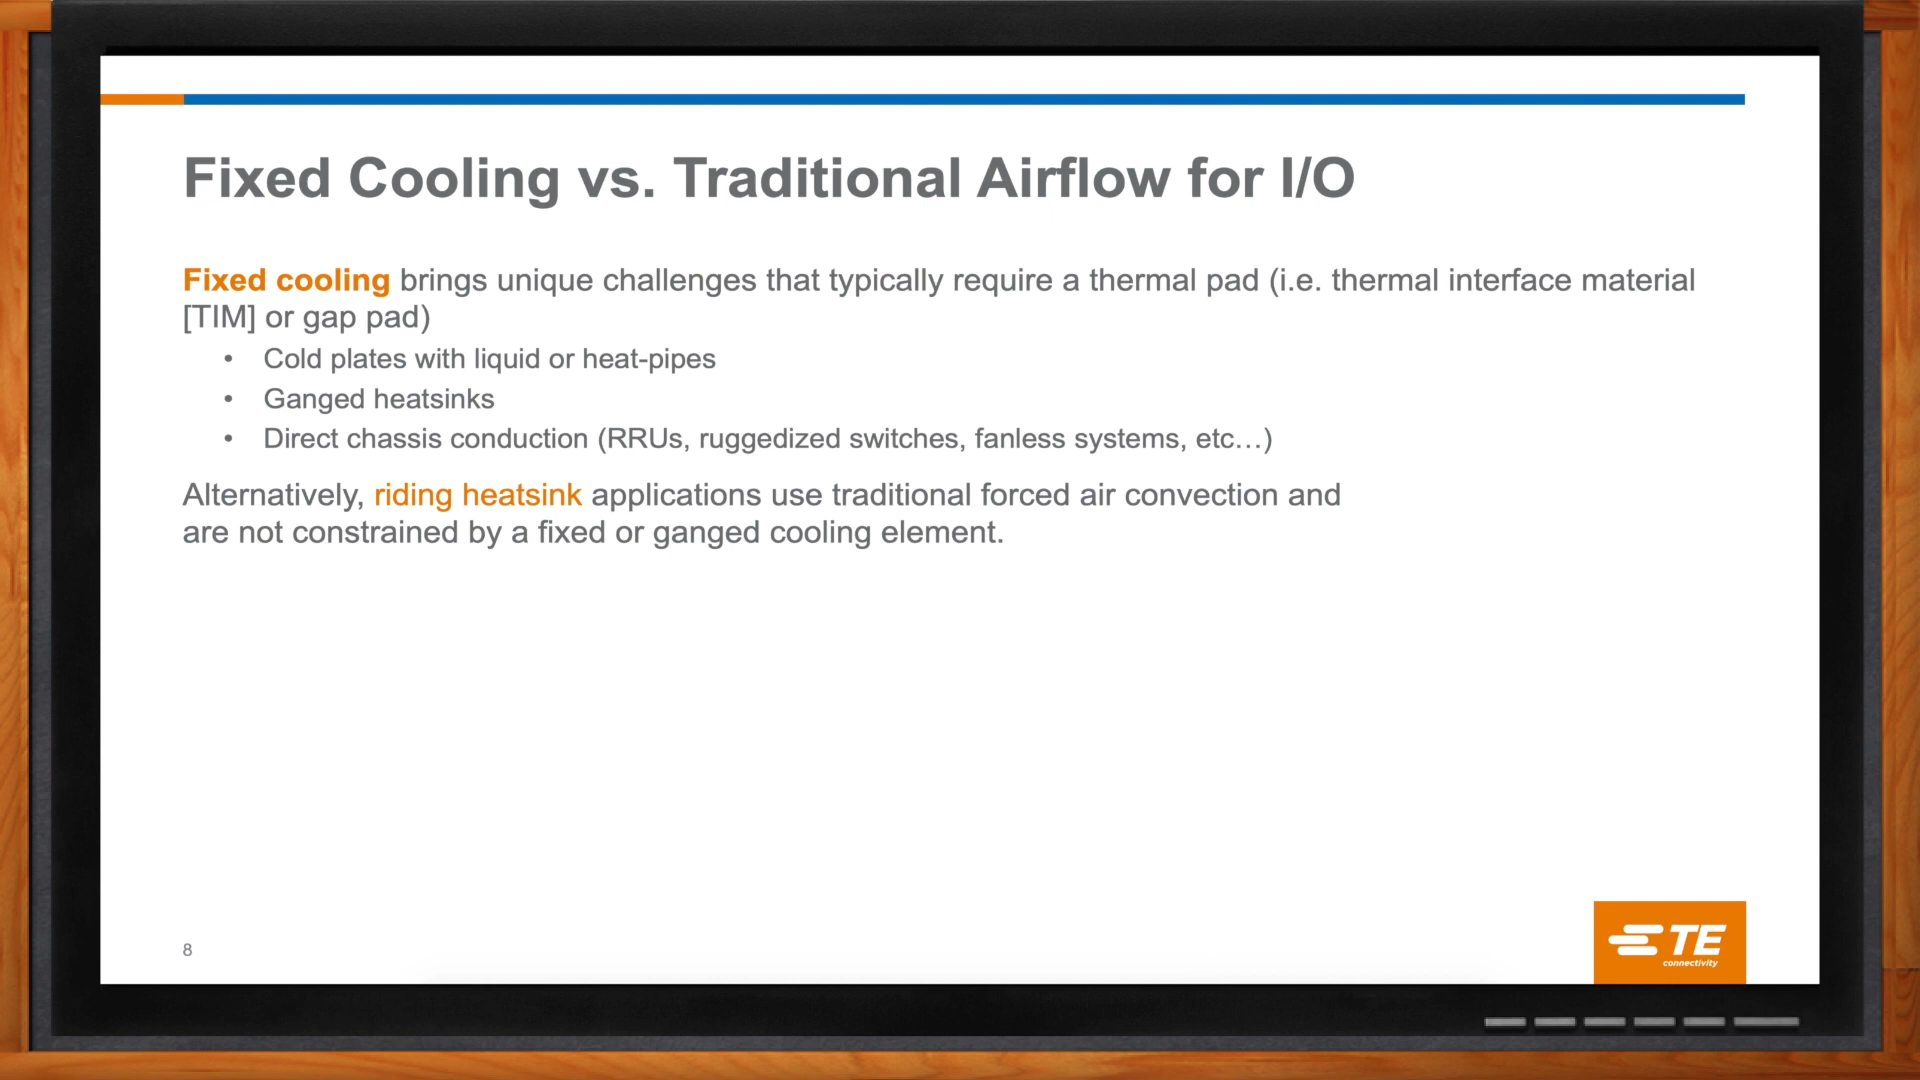 Fixed Cooling vs. Traditional Airflow for I/O
Fixed cooling brings unique challenges that typically require a thermal pad (i.e. thermal interface material
[TIM] or gap pad)
• Cold plates with liquid or heat-pipes
• Ganged heatsinks
• Direct chassis conduction (RRUs, ruggedized switches, fanless systems, etc…)
Alternatively, riding heatsink applications use traditional forced air convection and
are not constrained by a fixed or ganged cooling element.
8
TE
connectivity